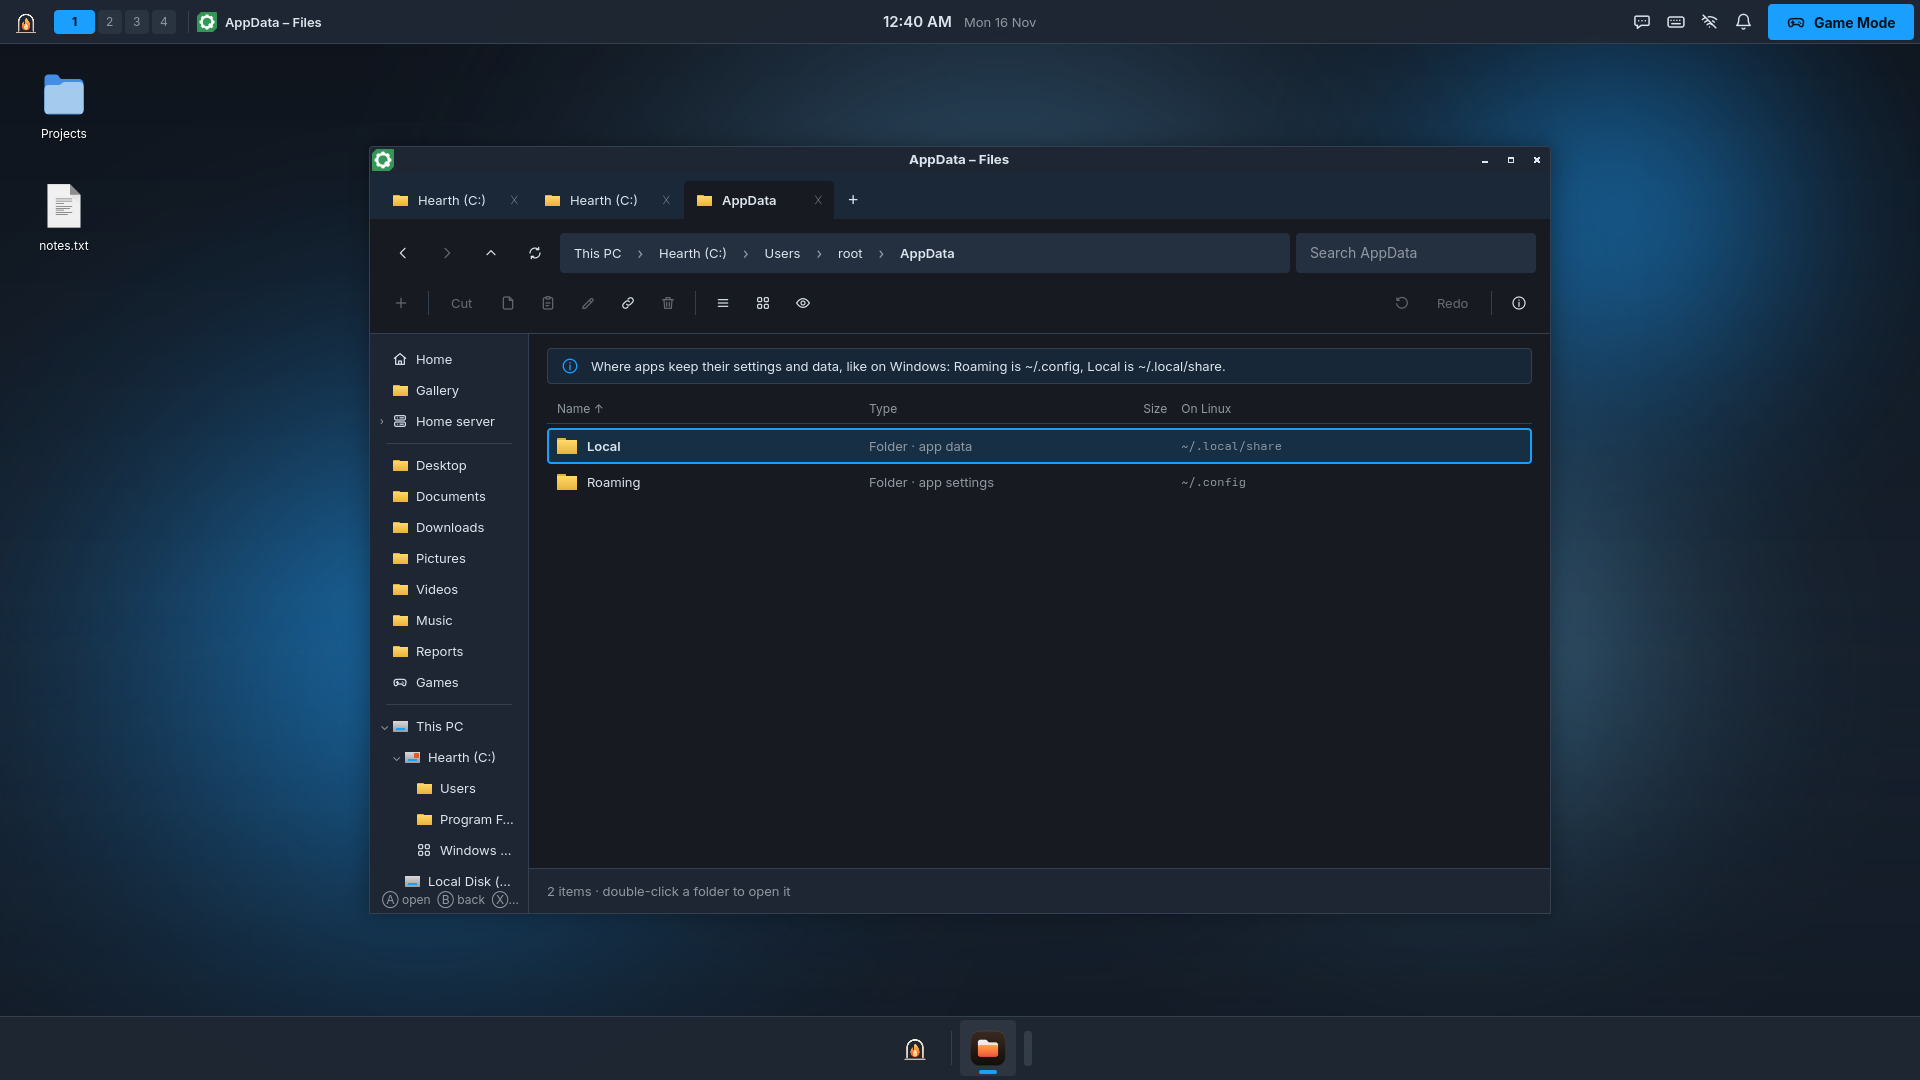 1 2 3 4 AppData – Files
12:40 AM Mon 16 Nov
Game Mode
Projects
notes.txt
AppData – Files
Hearth (C:) X Hearth (C:) X AppData X +
This PC › Hearth (C:) › Users › root › AppData
Search AppData
Cut
Redo
Home
Gallery
Home server
Desktop
Documents
Downloads
Pictures
Videos
Music
Reports
Games
This PC
Hearth (C:)
Users
Program F...
Windows ...
Local Disk (...
A open B back X...
Where apps keep their settings and data, like on Windows: Roaming is ~/.config, Local is ~/.local/share.
Name ↑ Type Size On Linux
Local Folder · app data ~/.local/share
Roaming Folder · app settings ~/.config
2 items · double-click a folder to open it